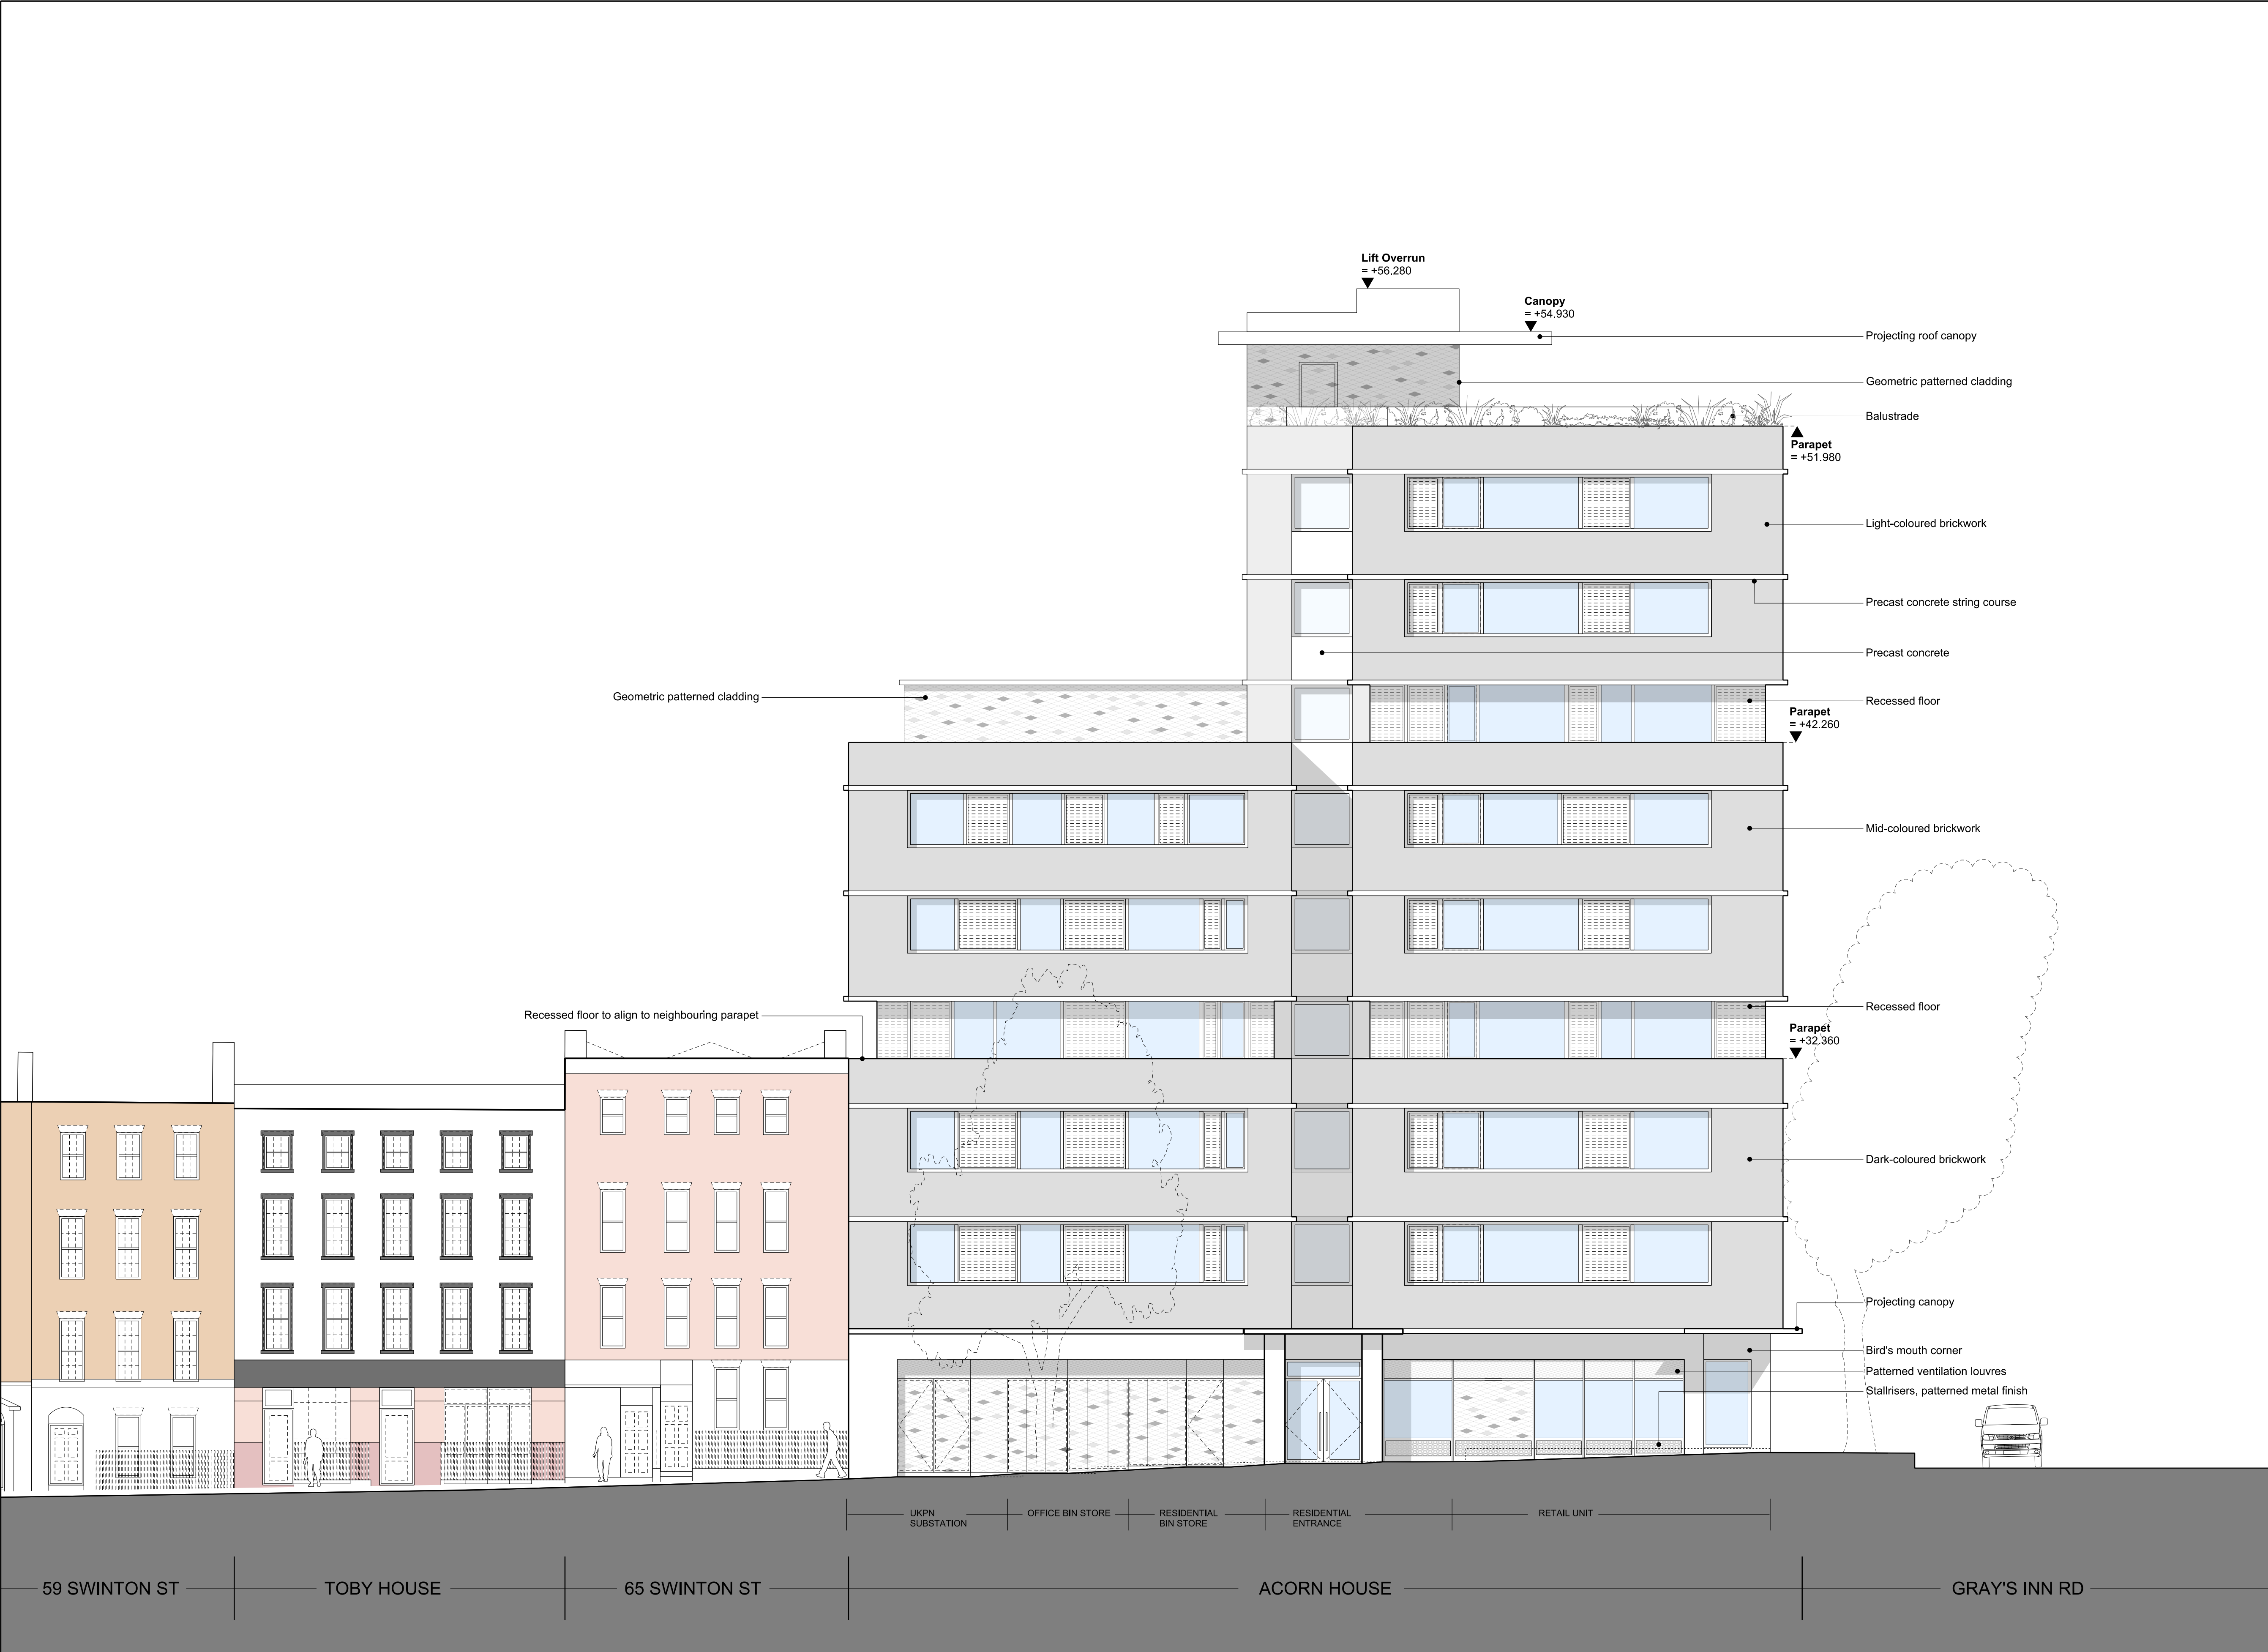 Lift Overrun
= +56.280
Canopy
= +54.930
Projecting roof canopy
Geometric patterned cladding
Balustrade
Parapet
= +51.980
Light-coloured brickwork
Precast concrete string course
Precast concrete
Geometric patterned cladding
Recessed floor
Parapet
= +42.260
Mid-coloured brickwork
Recessed floor to align to neighbouring parapet
Recessed floor
Parapet
= +32.360
Dark-coloured brickwork
Projecting canopy
Bird's mouth corner
Patterned ventilation louvres
Stallrisers, patterned metal finish
UKPN
SUBSTATION
OFFICE BIN STORE
RESIDENTIAL
BIN STORE
RESIDENTIAL
ENTRANCE
RETAIL UNIT
59 SWINTON ST
TOBY HOUSE
65 SWINTON ST
ACORN HOUSE
GRAY'S INN RD